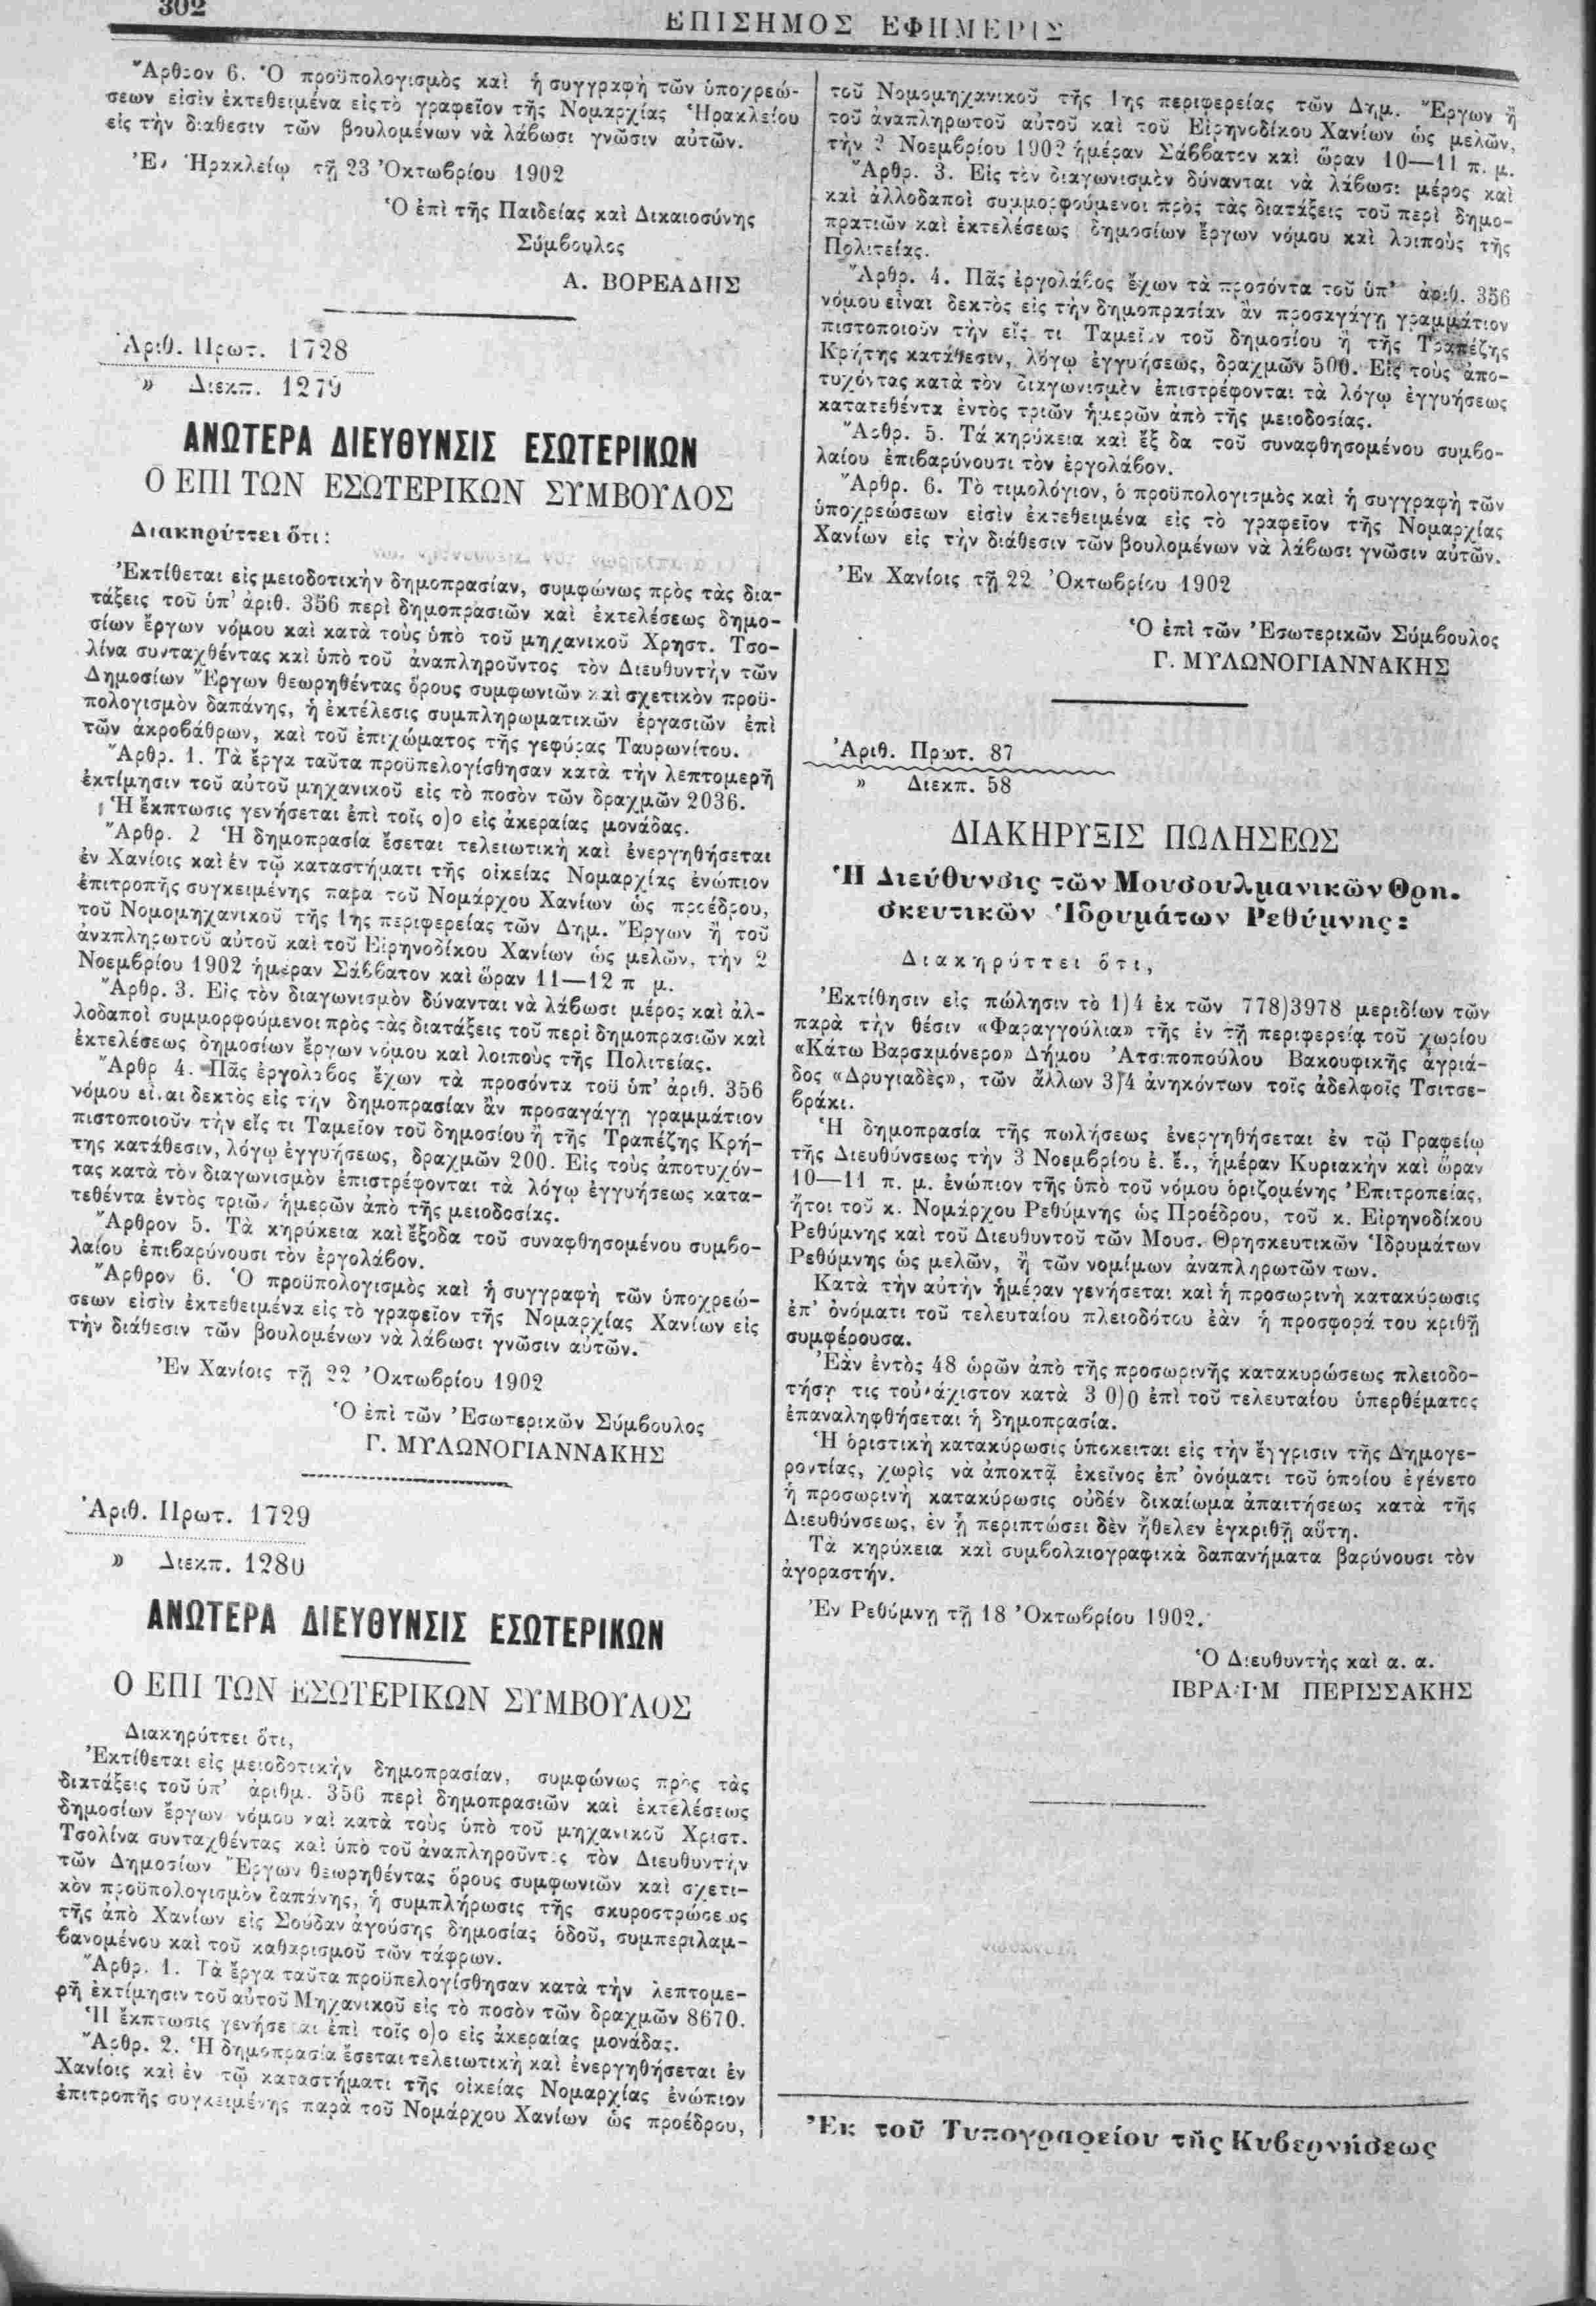 302
ΕΠΙΣΗΜΟΣ ΕΦΗΜΕΡΙΣ
Ἄρθρον 6. Ὁ προϋπολογισμὸς καὶ ἡ συγγραφὴ τῶν ὑποχρεώ-
σεων εἰσὶν ἐκτεθειμένα εἰς τὸ γραφεῖον τῆς Νομαρχίας Ἡρακλείου
εἰς τὴν διάθεσιν τῶν βουλομένων νὰ λάβωσι γνῶσιν αὐτῶν.
Ἐν Ἡρακλείῳ τῇ 23 Ὀκτωβρίου 1902
Ὁ ἐπὶ τῆς Παιδείας καὶ Δικαιοσύνης
Σύμβουλος
Α. ΒΟΡΕΑΔΗΣ
Ἀριθ. Πρωτ. 1728
» Διεκπ. 1279
ΑΝΩΤΕΡΑ ΔΙΕΥΘΥΝΣΙΣ ΕΣΩΤΕΡΙΚΩΝ
Ο ΕΠΙ ΤΩΝ ΕΣΩΤΕΡΙΚΩΝ ΣΥΜΒΟΥΛΟΣ
Διακηρύττει ὅτι:
Ἐκτίθεται εἰς μειοδοτικὴν δημοπρασίαν, συμφώνως πρὸς τὰς δια-
τάξεις τοῦ ὑπ' ἀριθ. 356 περὶ δημοπρασιῶν καὶ ἐκτελέσεως δημο-
σίων ἔργων νόμου καὶ κατὰ τοὺς ὑπὸ τοῦ μηχανικοῦ Χρηστ. Τσο-
λίνα συνταχθέντας καὶ ὑπὸ τοῦ ἀναπληροῦντος τὸν Διευθυντὴν τῶν
Δημοσίων Ἔργων θεωρηθέντας ὅρους συμφωνιῶν καὶ σχετικὸν προϋ-
πολογισμὸν δαπάνης, ἡ ἐκτέλεσις συμπληρωματικῶν ἐργασιῶν ἐπὶ
τῶν ἀκροβάθρων, καὶ τοῦ ἐπιχώματος τῆς γεφύρας Ταυρωνίτου.
Ἄρθρ. 1. Τὰ ἔργα ταῦτα προϋπελογίσθησαν κατὰ τὴν λεπτομερῆ
ἐκτίμησιν τοῦ αὐτοῦ μηχανικοῦ εἰς τὸ ποσὸν τῶν δραχμῶν 2036.
Ἡ ἔκπτωσις γενήσεται ἐπὶ τοῖς ο)ο εἰς ἀκεραίας μονάδας.
Ἄρθρ. 2 Ἡ δημοπρασία ἔσεται τελειωτικὴ καὶ ἐνεργηθήσεται
ἐν Χανίοις καὶ ἐν τῷ καταστήματι τῆς οἰκείας Νομαρχίας ἐνώπιον
ἐπιτροπῆς συγκειμένης παρα τοῦ Νομάρχου Χανίων ὡς προέδρου,
τοῦ Νομομηχανικοῦ τῆς 1ης περιφερείας τῶν Δημ. Ἔργων ἢ τοῦ
ἀναπληρωτοῦ αὐτοῦ καὶ τοῦ Εἰρηνοδίκου Χανίων ὡς μελῶν, τὴν 2
Νοεμβρίου 1902 ἡμέραν Σάββατον καὶ ὥραν 11—12 π μ.
Ἄρθρ. 3. Εἰς τὸν διαγωνισμὸν δύνανται νὰ λάβωσι μέρος καὶ ἀλ-
λοδαποὶ συμμορφούμενοι πρὸς τὰς διατάξεις τοῦ περὶ δημοπρασιῶν καὶ
ἐκτελέσεως δημοσίων ἔργων νόμου καὶ λοιποὺς τῆς Πολιτείας.
Ἄρθρ 4. Πᾶς ἐργολάβος ἔχων τὰ προσόντα τοῦ ὑπ' ἀριθ. 356
νόμου εἶναι δεκτὸς εἰς τὴν δημοπρασίαν ἂν προσαγάγῃ γραμμάτιον
πιστοποιοῦν τὴν εἴς τι Ταμεῖον τοῦ δημοσίου ἢ τῆς Τραπέζης Κρή-
της κατάθεσιν, λόγῳ ἐγγυήσεως, δραχμῶν 200. Εἰς τοὺς ἀποτυχόν-
τας κατὰ τὸν διαγωνισμὸν ἐπιστρέφονται τὰ λόγῳ ἐγγυήσεως κατα-
τεθέντα ἐντὸς τριῶν ἡμερῶν ἀπὸ τῆς μειοδοσίας.
Ἄρθρον 5. Τὰ κηρύκεια καὶ ἔξοδα τοῦ συναφθησομένου συμβο-
λαίου ἐπιβαρύνουσι τὸν ἐργολάβον.
Ἄρθρον 6. Ὁ προϋπολογισμὸς καὶ ἡ συγγραφὴ τῶν ὑποχρεώ-
σεων εἰσὶν ἐκτεθειμένα εἰς τὸ γραφεῖον τῆς Νομαρχίας Χανίων εἰς
τὴν διάθεσιν τῶν βουλομένων νὰ λάβωσι γνῶσιν αὐτῶν.
Ἐν Χανίοις τῇ 22 Ὀκτωβρίου 1902
Ὁ ἐπὶ τῶν Ἐσωτερικῶν Σύμβουλος
Γ. ΜΥΛΩΝΟΓΙΑΝΝΑΚΗΣ
Ἀριθ. Πρωτ. 1729
» Διεκπ. 1280
ΑΝΩΤΕΡΑ ΔΙΕΥΘΥΝΣΙΣ ΕΣΩΤΕΡΙΚΩΝ
Ο ΕΠΙ ΤΩΝ ΕΣΩΤΕΡΙΚΩΝ ΣΥΜΒΟΥΛΟΣ
Διακηρύττει ὅτι,
Ἐκτίθεται εἰς μειοδοτικὴν δημοπρασίαν, συμφώνως πρὸς τὰς
διατάξεις τοῦ ὑπ' ἀριθμ. 356 περὶ δημοπρασιῶν καὶ ἐκτελέσεως
δημοσίων ἔργων νόμου καὶ κατὰ τοὺς ὑπὸ τοῦ μηχανικοῦ Χριστ.
Τσολίνα συνταχθέντας καὶ ὑπὸ τοῦ ἀναπληροῦντος τὸν Διευθυντὴν
τῶν Δημοσίων Ἔργων θεωρηθέντας ὅρους συμφωνιῶν καὶ σχετι-
κὸν προϋπολογισμὸν δαπάνης, ἡ συμπλήρωσις τῆς σκυροστρώσεως
τῆς ἀπὸ Χανίων εἰς Σούδαν ἀγούσης δημοσίας ὁδοῦ, συμπεριλαμ-
βανομένου καὶ τοῦ καθαρισμοῦ τῶν τάφρων.
Ἄρθρ. 1. Τὰ ἔργα ταῦτα προϋπελογίσθησαν κατὰ τὴν λεπτομε-
ρῆ ἐκτίμησιν τοῦ αὐτοῦ Μηχανικοῦ εἰς τὸ ποσὸν τῶν δραχμῶν 8670.
Ἡ ἔκπτωσις γενήσεται ἐπὶ τοῖς ο)ο εἰς ἀκεραίας μονάδας.
Ἄρθρ. 2. Ἡ δημοπρασία ἔσεται τελειωτικὴ καὶ ἐνεργηθήσεται ἐν
Χανίοις καὶ ἐν τῷ καταστήματι τῆς οἰκείας Νομαρχίας ἐνώπιον
ἐπιτροπῆς συγκειμένης παρὰ τοῦ Νομάρχου Χανίων ὡς προέδρου,
τοῦ Νομομηχανικοῦ τῆς 1ης περιφερείας τῶν Δημ. Ἔργων ἢ
τοῦ ἀναπληρωτοῦ αὐτοῦ καὶ τοῦ Εἰρηνοδίκου Χανίων ὡς μελῶν,
τὴν 2 Νοεμβρίου 1902 ἡμέραν Σάββατον καὶ ὥραν 10—11 π. μ.
Ἄρθρ. 3. Εἰς τὸν διαγωνισμὸν δύνανται νὰ λάβωσι μέρος καὶ
καὶ ἀλλοδαποὶ συμμορφούμενοι πρὸς τὰς διατάξεις τοῦ περὶ δημο-
πρατιῶν καὶ ἐκτελέσεως δημοσίων ἔργων νόμου καὶ λοιποὺς τῆς
Πολιτείας.
Ἄρθρ. 4. Πᾶς ἐργολάβος ἔχων τὰ προσόντα τοῦ ὑπ' ἀριθ. 356
νόμου εἶναι δεκτὸς εἰς τὴν δημοπρασίαν ἂν προσαγάγῃ γραμμάτιον
πιστοποιοῦν τὴν εἴς τι Ταμεῖον τοῦ δημοσίου ἢ τῆς Τραπέζης
Κρήτης κατάθεσιν, λόγῳ ἐγγυήσεως, δραχμῶν 500. Εἰς τοὺς ἀπο-
τυχόντας κατὰ τὸν διαγωνισμὸν ἐπιστρέφονται τὰ λόγῳ ἐγγυήσεως
κατατεθέντα ἐντὸς τριῶν ἡμερῶν ἀπὸ τῆς μειοδοσίας.
Ἄρθρ. 5. Τά κηρύκεια καὶ ἔξ δα τοῦ συναφθησομένου συμβο-
λαίου ἐπιβαρύνουσι τὸν ἐργολάβον.
Ἄρθρ. 6. Τὸ τιμολόγιον, ὁ προϋπολογισμὸς καὶ ἡ συγγραφὴ τῶν
ὑποχρεώσεων εἰσὶν ἐκτεθειμένα εἰς τὸ γραφεῖον τῆς Νομαρχίας
Χανίων εἰς τὴν διάθεσιν τῶν βουλομένων νὰ λάβωσι γνῶσιν αὐτῶν.
Ἐν Χανίοις τῇ 22 Ὀκτωβρίου 1902
Ὁ ἐπὶ τῶν Ἐσωτερικῶν Σύμβουλος
Γ. ΜΥΛΩΝΟΓΙΑΝΝΑΚΗΣ
Ἀριθ. Πρωτ. 87
» Διεκπ. 58
ΔΙΑΚΗΡΥΞΙΣ ΠΩΛΗΣΕΩΣ
Ἡ Διεύθυνσις τῶν Μουσουλμανικῶν Θρη-
σκευτικῶν Ἱδρυμάτων Ρεθύμνης:
Διακηρύττει ὅτι,
Ἐκτίθησιν εἰς πώλησιν τὸ 1)4 ἐκ τῶν 778)3978 μεριδίων τῶν
παρὰ τὴν θέσιν «Φαραγγούλια» τῆς ἐν τῇ περιφερείᾳ τοῦ χωρίου
«Κάτω Βαρσαμόνερο» Δήμου Ἀτσιποπούλου Βακουφικῆς ἀγριά-
δος «Δρυγιαδὲς», τῶν ἄλλων 3)4 ἀνηκόντων τοῖς ἀδελφοῖς Τσιτσε-
βράκι.
Ἡ δημοπρασία τῆς πωλήσεως ἐνεργηθήσεται ἐν τῷ Γραφείῳ
τῆς Διευθύνσεως τὴν 3 Νοεμβρίου ἐ. ἔ., ἡμέραν Κυριακὴν καὶ ὥραν
10—11 π. μ. ἐνώπιον τῆς ὑπὸ τοῦ νόμου ὁριζομένης Ἐπιτροπείας,
ἤτοι τοῦ κ. Νομάρχου Ρεθύμνης ὡς Προέδρου, τοῦ κ. Εἰρηνοδίκου
Ρεθύμνης καὶ τοῦ Διευθυντοῦ τῶν Μουσ. Θρησκευτικῶν Ἱδρυμάτων
Ρεθύμνης ὡς μελῶν, ἢ τῶν νομίμων ἀναπληρωτῶν των.
Κατὰ τὴν αὐτὴν ἡμέραν γενήσεται καὶ ἡ προσωρινὴ κατακύρωσις
ἐπ' ὀνόματι τοῦ τελευταίου πλειοδότου ἐὰν ἡ προσφορά του κριθῇ
συμφέρουσα.
Ἐὰν ἐντὸς 48 ὡρῶν ἀπὸ τῆς προσωρινῆς κατακυρώσεως πλειοδο-
τήσῃ τις τοὐλάχιστον κατὰ 3 0)0 ἐπὶ τοῦ τελευταίου ὑπερθέματος
ἐπαναληφθήσεται ἡ δημοπρασία.
Ἡ ὁριστικὴ κατακύρωσις ὑπόκειται εἰς τὴν ἔγγρισιν τῆς Δημογε-
ροντίας, χωρὶς νὰ ἀποκτᾷ ἐκεῖνος ἐπ' ὀνόματι τοῦ ὁποίου ἐγένετο
ἡ προσωρινὴ κατακύρωσις οὐδέν δικαίωμα ἀπαιτήσεως κατὰ τῆς
Διευθύνσεως, ἐν ᾗ περιπτώσει δὲν ἤθελεν ἐγκριθῇ αὕτη.
Τὰ κηρύκεια καὶ συμβολαιογραφικὰ δαπανήματα βαρύνουσι τὸν
ἀγοραστήν.
Ἐν Ρεθύμνῃ τῇ 18 Ὀκτωβρίου 1902.
Ὁ Διευθυντὴς καὶ α. α.
ΙΒΡΑΙΜ ΠΕΡΙΣΣΑΚΗΣ
Ἐκ τοῦ Τυπογραφείου τῆς Κυβερνήσεως